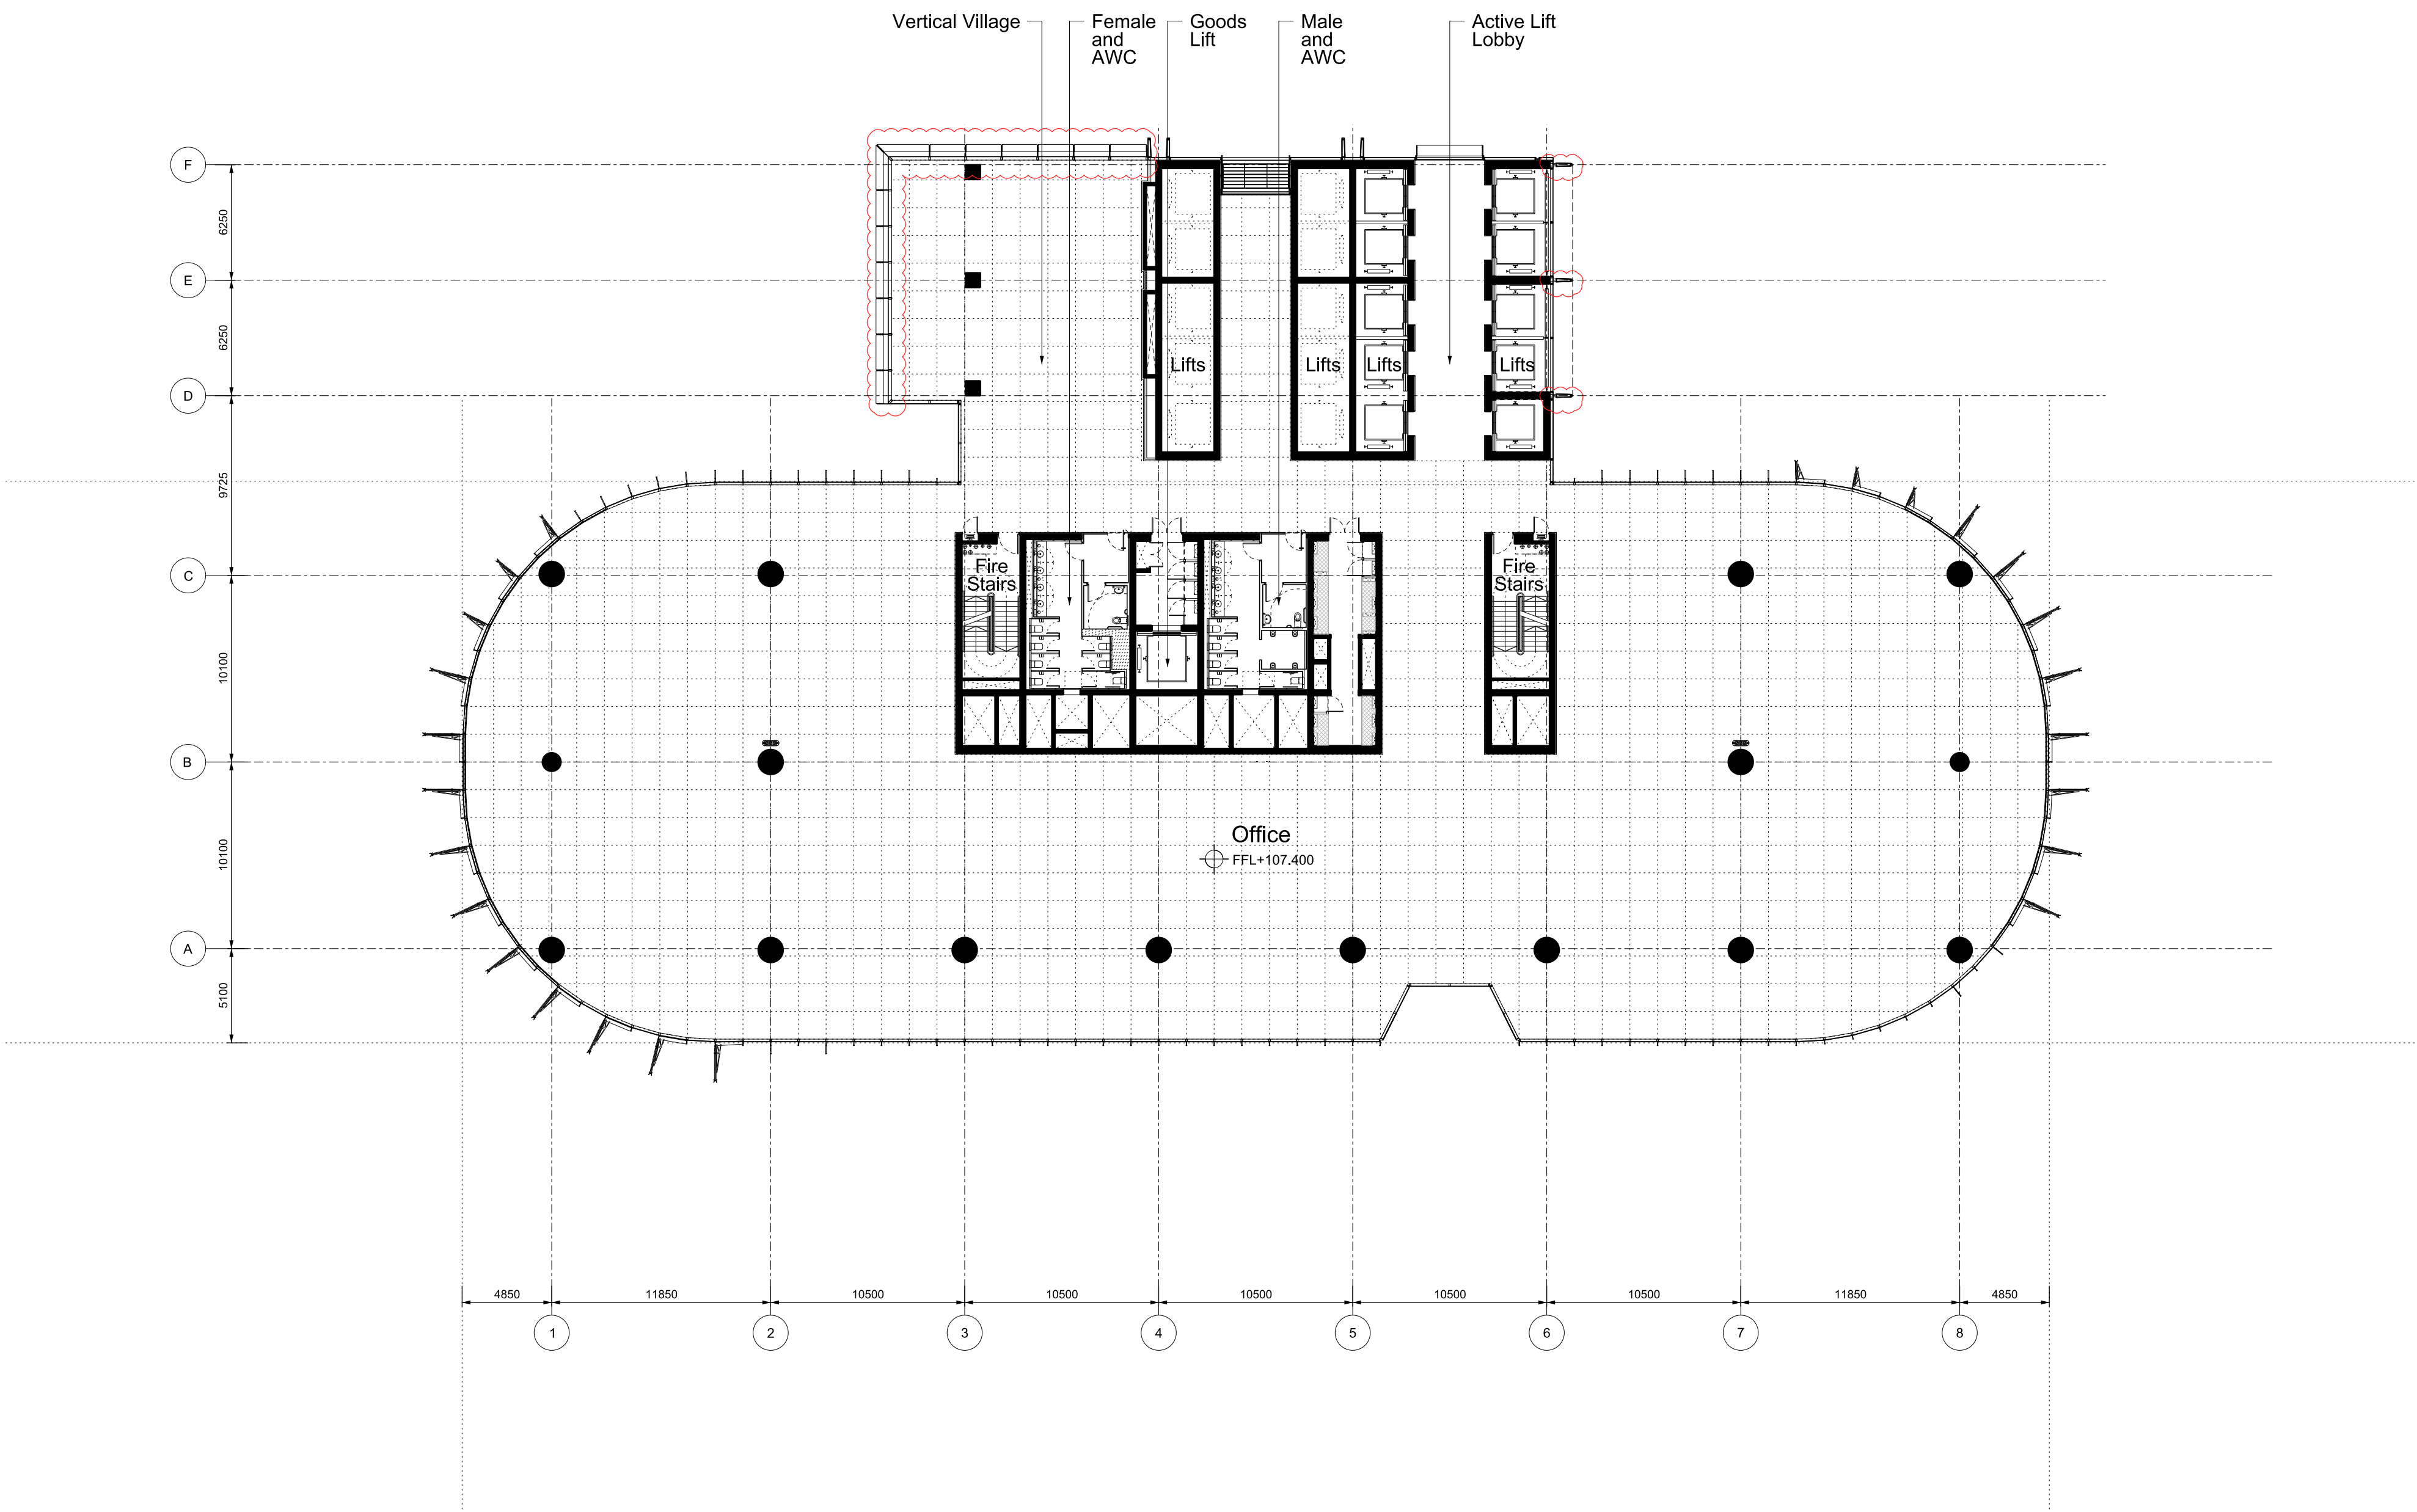 Vertical Village
Female
and
AWC
Goods
Lift
Male
and
AWC
Active Lift
Lobby
F
6250
E
6250
D
9725
C
10100
B
10100
A
5100
Lifts
Lifts
Lifts
Lifts
Fire
Stairs
Fire
Stairs
Office
FFL+107.400
4850
11850
10500
10500
10500
10500
10500
11850
4850
1
2
3
4
5
6
7
8